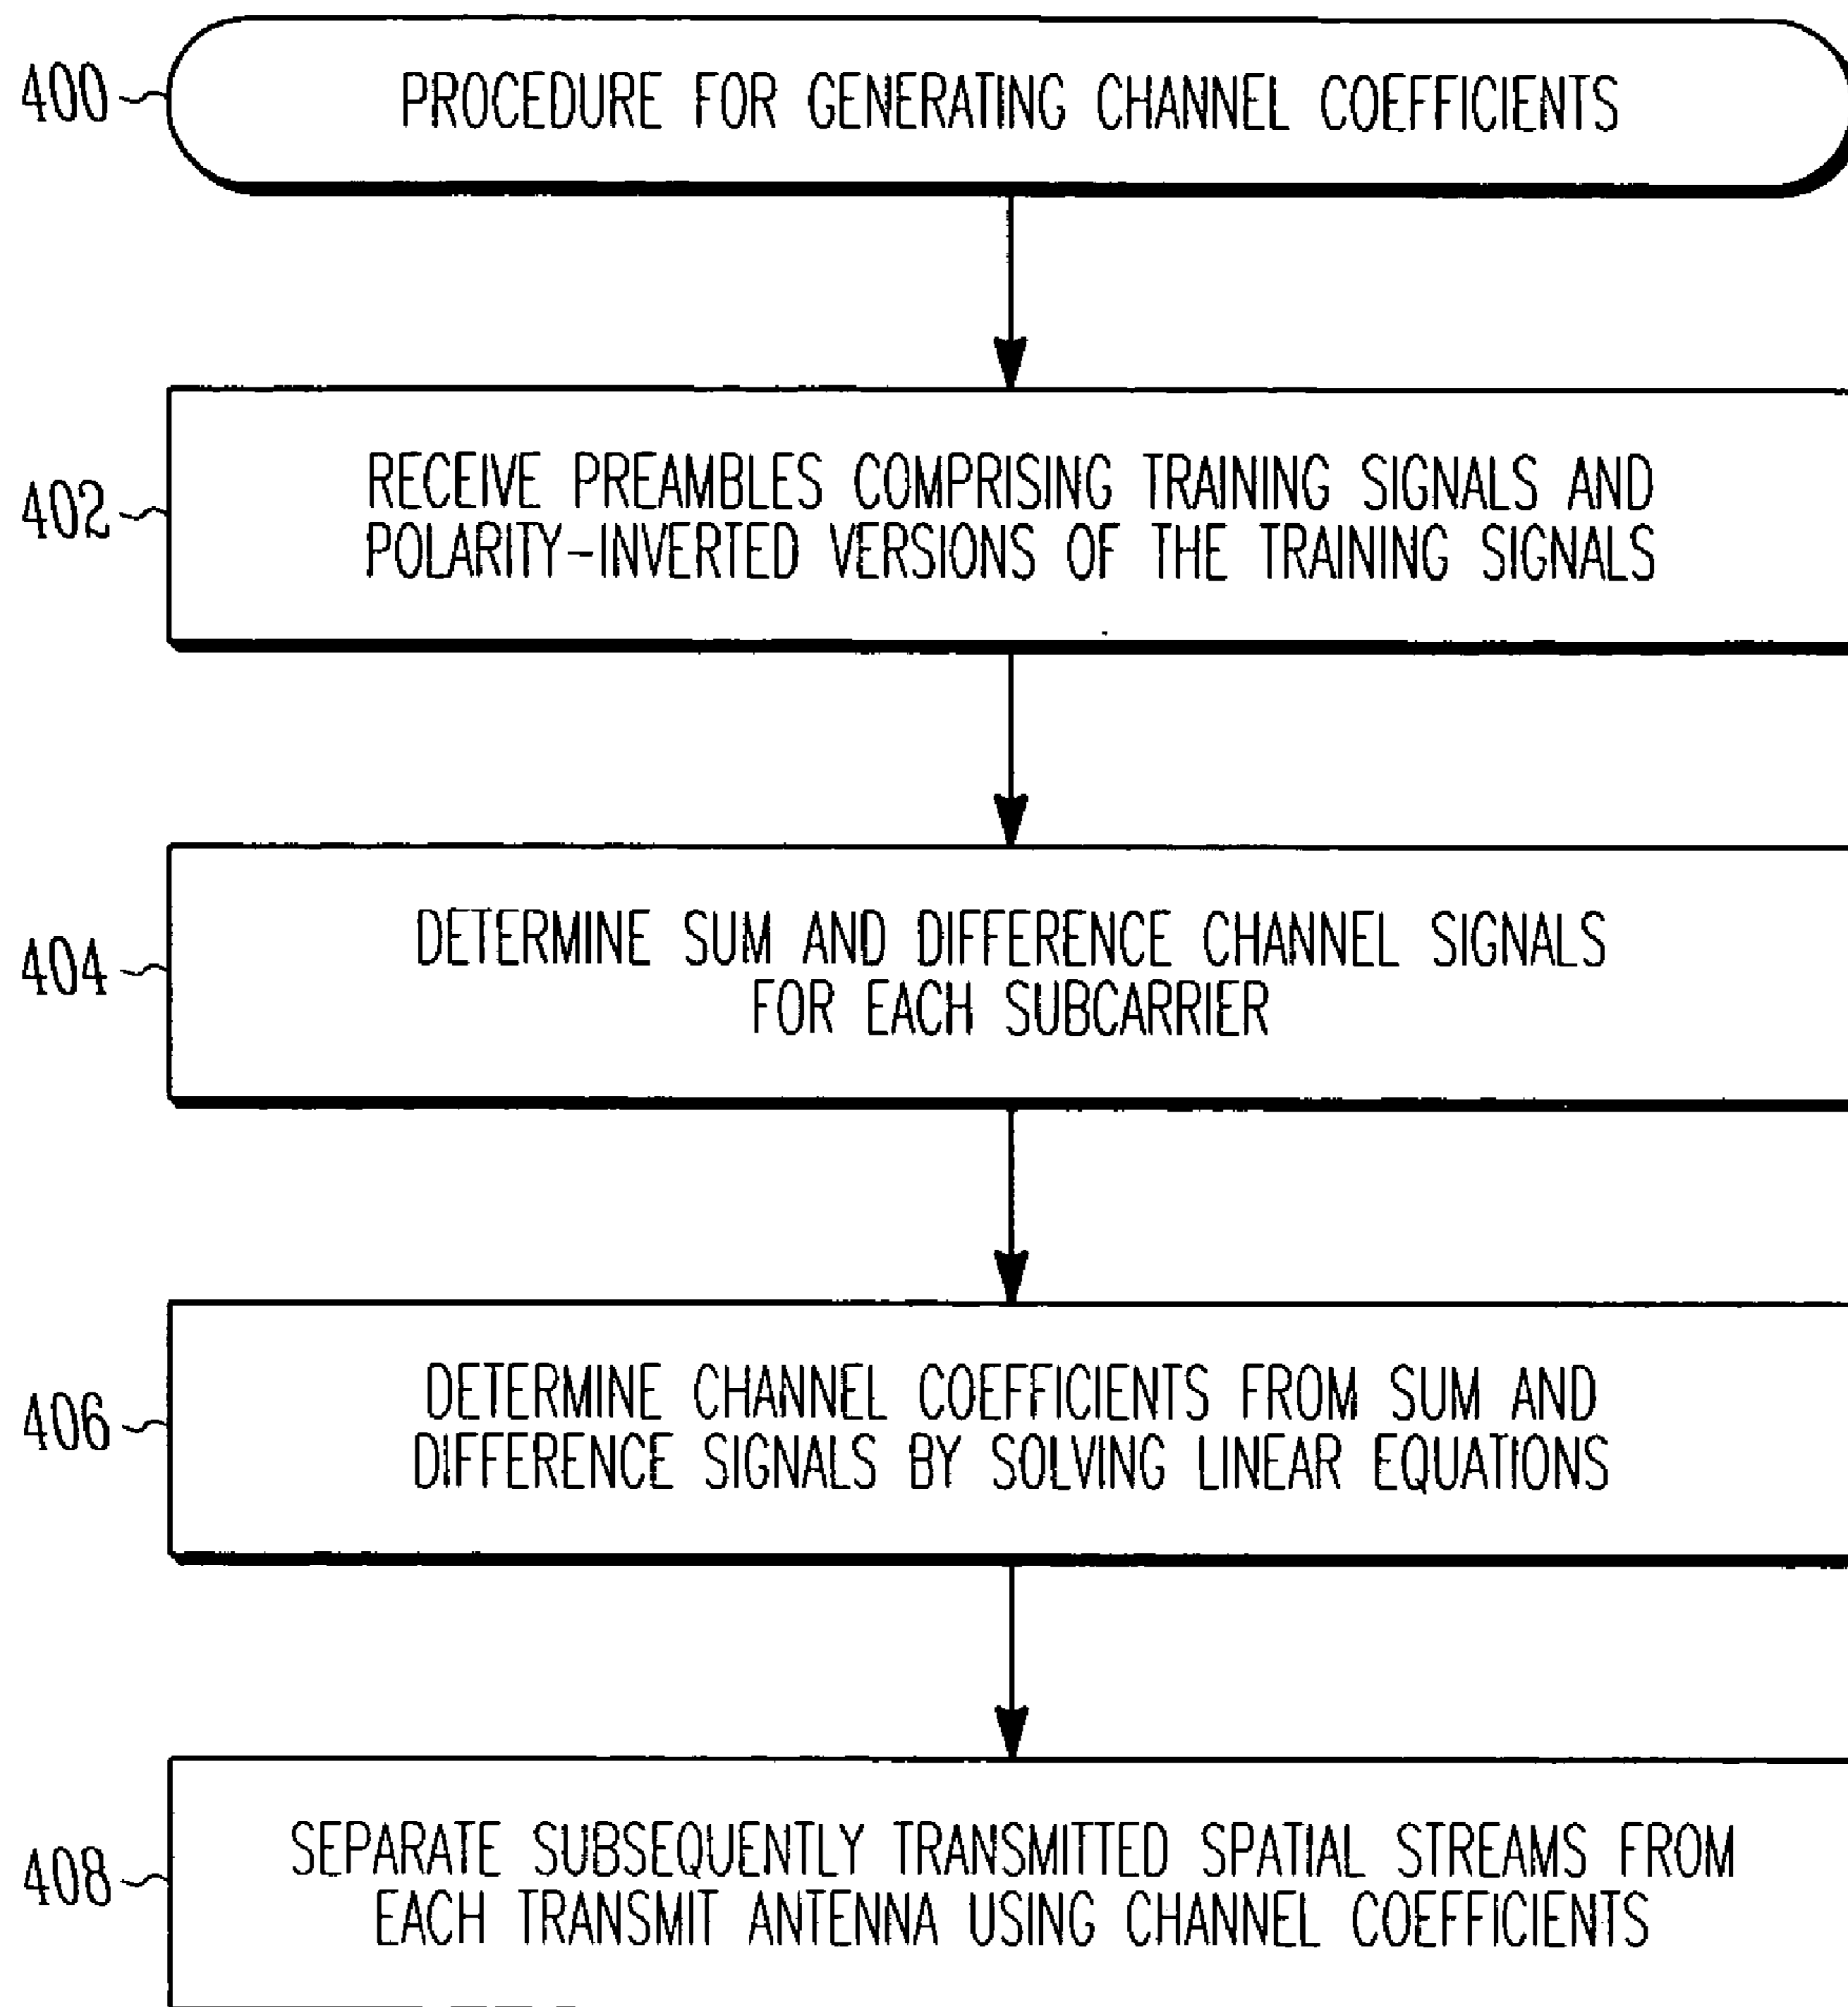 400
PROCEDURE FOR GENERATING CHANNEL COEFFICIENTS
402
RECEIVE PREAMBLES COMPRISING TRAINING SIGNALS AND
POLARITY-INVERTED VERSIONS OF THE TRAINING SIGNALS
404
DETERMINE SUM AND DIFFERENCE CHANNEL SIGNALS
FOR EACH SUBCARRIER
406
DETERMINE CHANNEL COEFFICIENTS FROM SUM AND
DIFFERENCE SIGNALS BY SOLVING LINEAR EQUATIONS
408
SEPARATE SUBSEQUENTLY TRANSMITTED SPATIAL STREAMS FROM
EACH TRANSMIT ANTENNA USING CHANNEL COEFFICIENTS